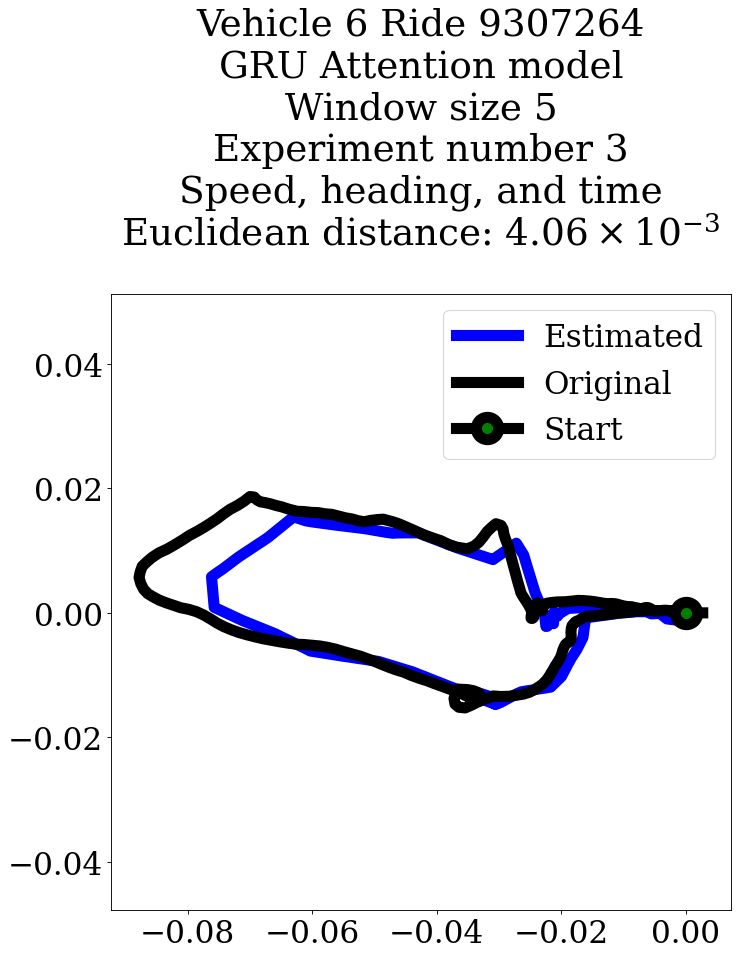 Vehicle 6 Ride 9307264
GRU Attention model
Window size 5
Experiment number 3
Speed, heading, and time
Euclidean distance: 4.06 × 10⁻³
Estimated
Original
Start
0.04
0.02
0.00
−0.02
−0.04
−0.08 −0.06 −0.04 −0.02 0.00